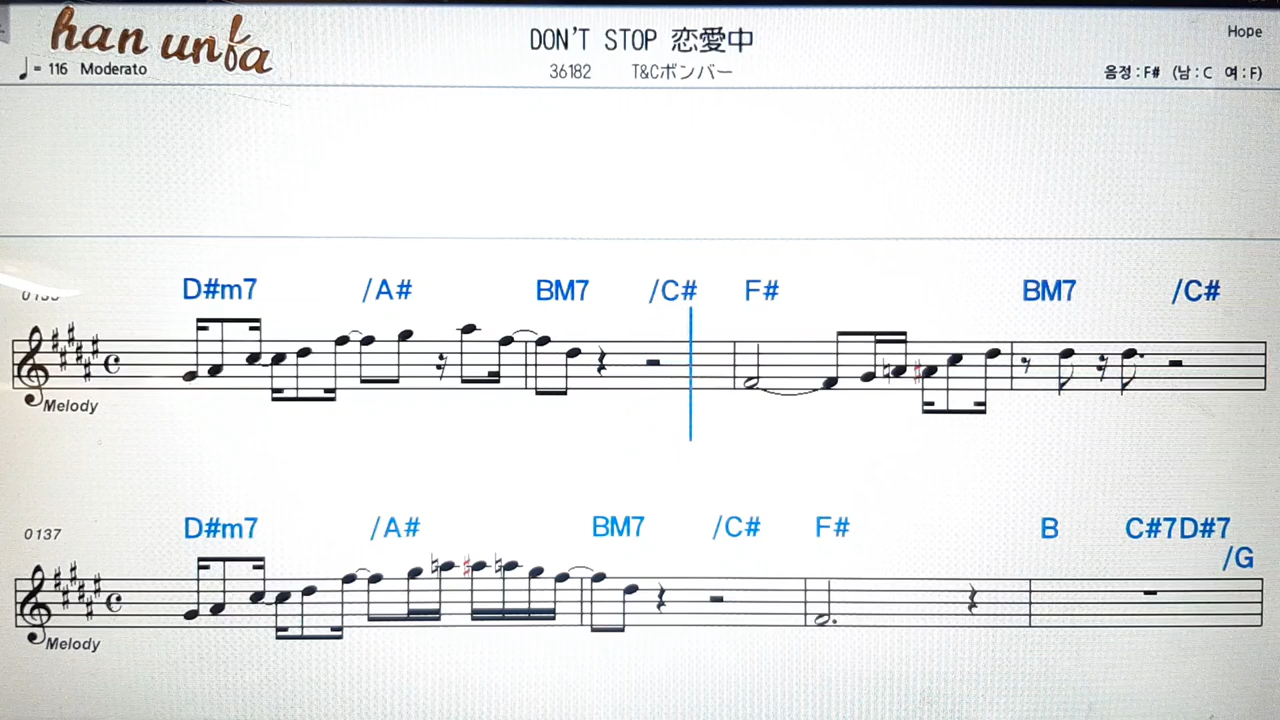 han unba
DON'T STOP 恋愛中
Hope
♩= 116 Moderato
36182 T&Cボンバー
음정 : F# (남 : C 여 : F)
D#m7 /A# BM7 /C# F# BM7 /C#
Melody
0137
D#m7 /A# BM7 /C# F# B C#7D#7
/G
Melody